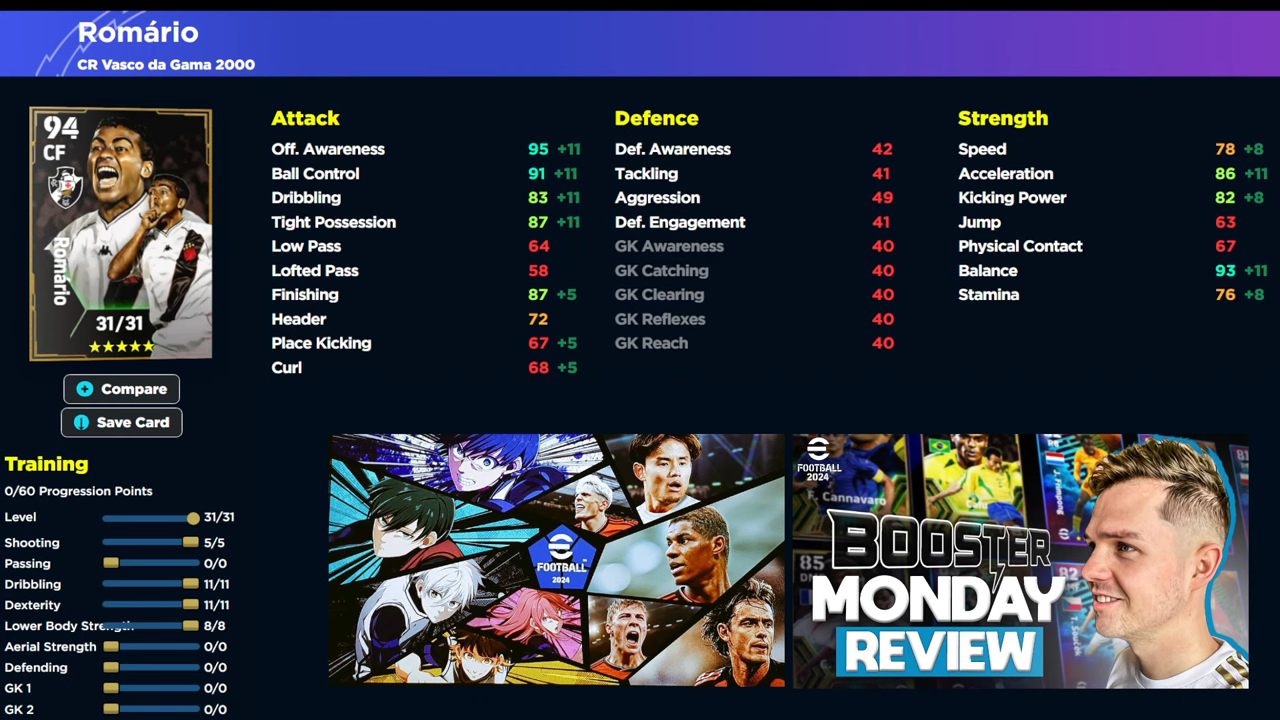 Romário
CR Vasco da Gama 2000
94
CF
Romário
31/31
Compare
Save Card
Training
0/60 Progression Points
Level 31/31
Shooting 5/5
Passing 0/0
Dribbling 11/11
Dexterity 11/11
Lower Body Strength 8/8
Aerial Strength 0/0
Defending 0/0
GK 1 0/0
GK 2 0/0
Attack
Off. Awareness 95 +11
Ball Control 91 +11
Dribbling 83 +11
Tight Possession 87 +11
Low Pass 64
Lofted Pass 58
Finishing 87 +5
Header 72
Place Kicking 67 +5
Curl 68 +5
Defence
Def. Awareness 42
Tackling 41
Aggression 49
Def. Engagement 41
GK Awareness 40
GK Catching 40
GK Clearing 40
GK Reflexes 40
GK Reach 40
Strength
Speed 78 +8
Acceleration 86 +11
Kicking Power 82 +8
Jump 63
Physical Contact 67
Balance 93 +11
Stamina 76 +8
FOOTBALL
2024
FOOTBALL
2024
F. Cannavaro
BOOSTER
MONDAY
REVIEW
85
82
T. Součék